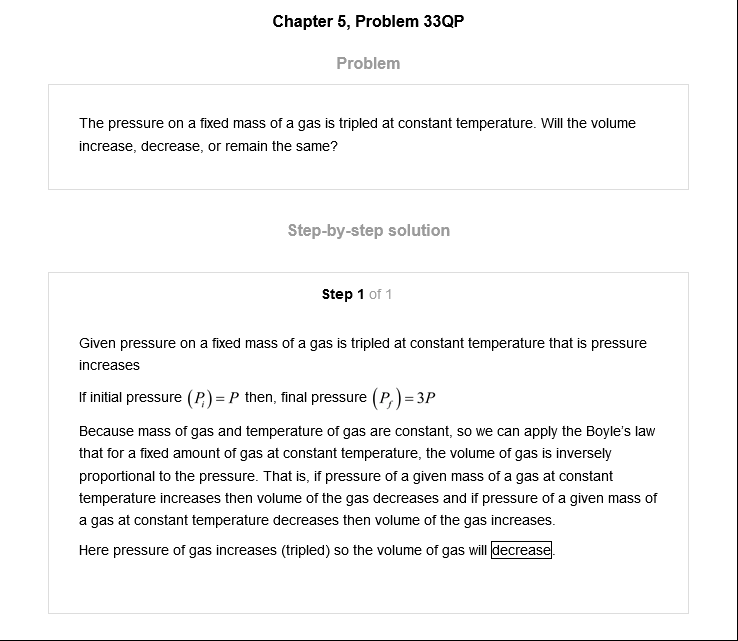 Chapter 5, Problem 33QP
Problem
The pressure on a fixed mass of a gas is tripled at constant temperature. Will the volume
increase, decrease, or remain the same?
Step-by-step solution
Step 1 of 1
Given pressure on a fixed mass of a gas is tripled at constant temperature that is pressure
increases
If initial pressure (P_i) = P then, final pressure (P_f) = 3P
Because mass of gas and temperature of gas are constant, so we can apply the Boyle's law
that for a fixed amount of gas at constant temperature, the volume of gas is inversely
proportional to the pressure. That is, if pressure of a given mass of a gas at constant
temperature increases then volume of the gas decreases and if pressure of a given mass of
a gas at constant temperature decreases then volume of the gas increases.
Here pressure of gas increases (tripled) so the volume of gas will decrease.